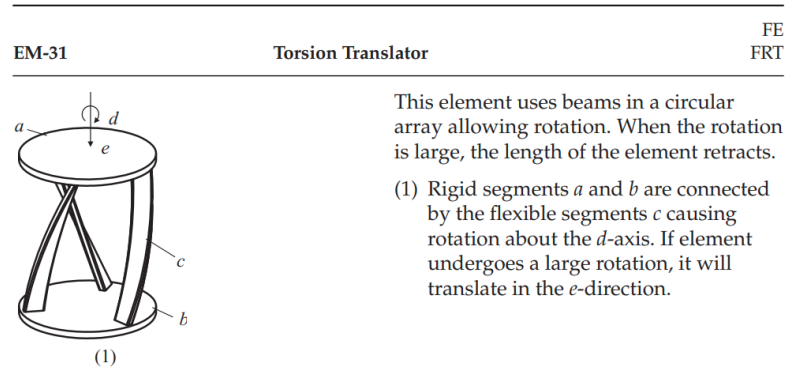 FE
EM-31 Torsion Translator FRT
This element uses beams in a circular
array allowing rotation. When the rotation
is large, the length of the element retracts.
(1) Rigid segments a and b are connected
by the flexible segments c causing
rotation about the d-axis. If element
undergoes a large rotation, it will
translate in the e-direction.
d
a
e
c
b
(1)